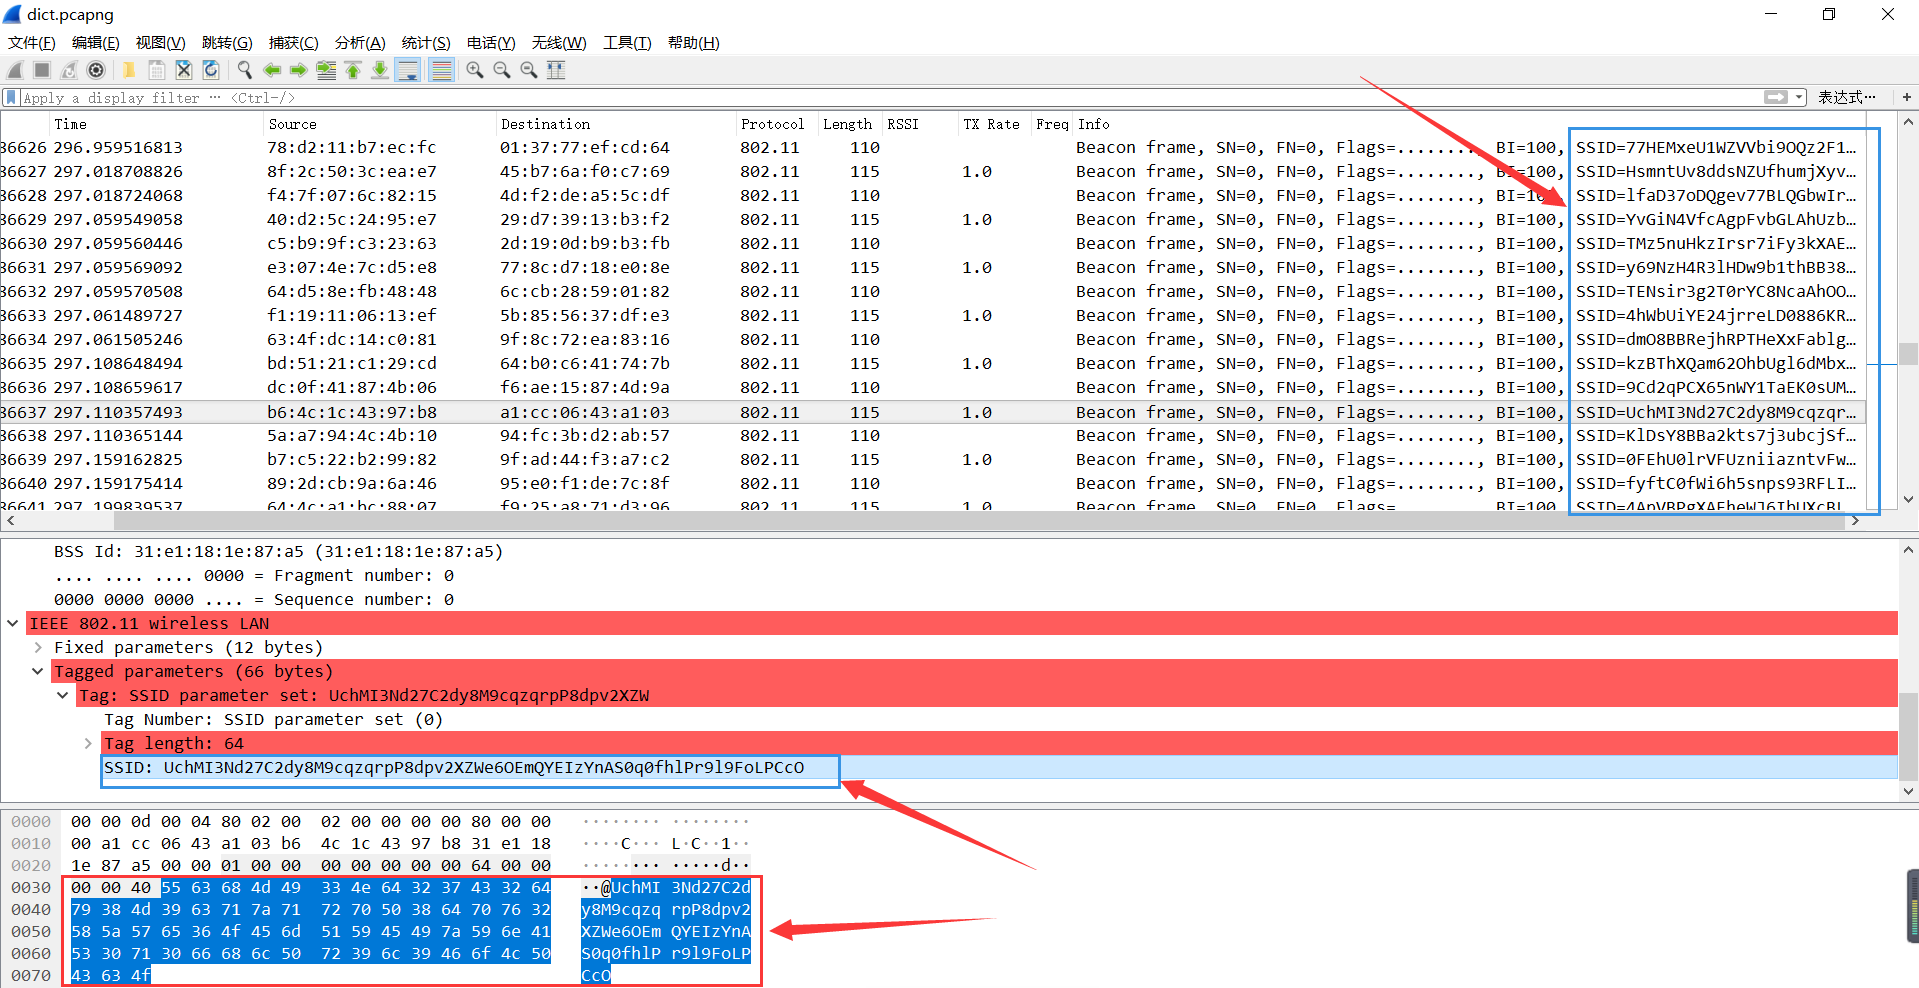 dict.pcapng
文件(F) 编辑(E) 视图(V) 跳转(G) 捕获(C) 分析(A) 统计(S) 电话(Y) 无线(W) 工具(T) 帮助(H)
Apply a display filter … <Ctrl-/> 表达式… +
Time Source Destination Protocol Length RSSI TX Rate Freq Info
36626 296.959516813 78:d2:11:b7:ec:fc 01:37:77:ef:cd:64 802.11 110 Beacon frame, SN=0, FN=0, Flags=........, BI=100, SSID=77HEMxeU1WZVVbi9OQz2F1…
36627 297.018708826 8f:2c:50:3c:ea:e7 45:b7:6a:f0:c7:69 802.11 115 1.0 Beacon frame, SN=0, FN=0, Flags=........, BI=100, SSID=HsmntUv8ddsNZUfhumjXyv…
36628 297.018724068 f4:7f:07:6c:82:15 4d:f2:de:a5:5c:df 802.11 110 Beacon frame, SN=0, FN=0, Flags=........, BI=100, SSID=lfaD37oDQgev77BLQGbwIr…
36629 297.059549058 40:d2:5c:24:95:e7 29:d7:39:13:b3:f2 802.11 115 1.0 Beacon frame, SN=0, FN=0, Flags=........, BI=100, SSID=YvGiN4VfcAgpFvbGLAhUzb…
36630 297.059560446 c5:b9:9f:c3:23:63 2d:19:0d:b9:b3:fb 802.11 110 Beacon frame, SN=0, FN=0, Flags=........, BI=100, SSID=TMz5nuHkzIrsr7iFy3kXAE…
36631 297.059569092 e3:07:4e:7c:d5:e8 77:8c:d7:18:e0:8e 802.11 115 1.0 Beacon frame, SN=0, FN=0, Flags=........, BI=100, SSID=y69NzH4R3lHDw9b1thBB38…
36632 297.059570508 64:d5:8e:fb:48:48 6c:cb:28:59:01:82 802.11 110 Beacon frame, SN=0, FN=0, Flags=........, BI=100, SSID=TENsir3g2T0rYC8NcaAhOO…
36633 297.061489727 f1:19:11:06:13:ef 5b:85:56:37:df:e3 802.11 115 1.0 Beacon frame, SN=0, FN=0, Flags=........, BI=100, SSID=4hWbUiYE24jrreLD0886KR…
36634 297.061505246 63:4f:dc:14:c0:81 9f:8c:72:ea:83:16 802.11 110 Beacon frame, SN=0, FN=0, Flags=........, BI=100, SSID=dmO8BBRejhRPTHeXxFablg…
36635 297.108648494 bd:51:21:c1:29:cd 64:b0:c6:41:74:7b 802.11 115 1.0 Beacon frame, SN=0, FN=0, Flags=........, BI=100, SSID=kzBThXQam62OhbUgl6dMbx…
36636 297.108659617 dc:0f:41:87:4b:06 f6:ae:15:87:4d:9a 802.11 110 Beacon frame, SN=0, FN=0, Flags=........, BI=100, SSID=9Cd2qPCX65nWY1TaEK0sUM…
36637 297.110357493 b6:4c:1c:43:97:b8 a1:cc:06:43:a1:03 802.11 115 1.0 Beacon frame, SN=0, FN=0, Flags=........, BI=100, SSID=UchMI3Nd27C2dy8M9cqzqr…
36638 297.110365144 5a:a7:94:4c:4b:10 94:fc:3b:d2:ab:57 802.11 110 Beacon frame, SN=0, FN=0, Flags=........, BI=100, SSID=KlDsY8BBa2kts7j3ubcjSf…
36639 297.159162825 b7:c5:22:b2:99:82 9f:ad:44:f3:a7:c2 802.11 115 1.0 Beacon frame, SN=0, FN=0, Flags=........, BI=100, SSID=0FEhU0lrVFUzniiazntvFw…
36640 297.159175414 89:2d:cb:9a:6a:46 95:e0:f1:de:7c:8f 802.11 110 Beacon frame, SN=0, FN=0, Flags=........, BI=100, SSID=fyftC0fWi6h5snps93RFLI…
36641 297.199839537 64:4c:a1:bc:88:07 f9:25:a8:71:d3:96 802.11 115 1.0 Beacon frame, SN=0, FN=0, Flags=........, BI=100, SSID=4ApVBPgXAEheWJ6IbUXcBL…
BSS Id: 31:e1:18:1e:87:a5 (31:e1:18:1e:87:a5)
.... .... .... 0000 = Fragment number: 0
0000 0000 0000 .... = Sequence number: 0
IEEE 802.11 wireless LAN
Fixed parameters (12 bytes)
Tagged parameters (66 bytes)
Tag: SSID parameter set: UchMI3Nd27C2dy8M9cqzqrpP8dpv2XZW
Tag Number: SSID parameter set (0)
Tag length: 64
SSID: UchMI3Nd27C2dy8M9cqzqrpP8dpv2XZWe6OEmQYEIzYnAS0q0fhlPr9l9FoLPCcO
0000 00 00 0d 00 04 80 02 00 02 00 00 00 00 80 00 00 ········ ········
0010 00 a1 cc 06 43 a1 03 b6 4c 1c 43 97 b8 31 e1 18 ····C··· L·C··1··
0020 1e 87 a5 00 00 01 00 00 00 00 00 00 00 64 00 00 ········ ·····d··
0030 00 00 40 55 63 68 4d 49 33 4e 64 32 37 43 32 64 ··@UchMI 3Nd27C2d
0040 79 38 4d 39 63 71 7a 71 72 70 50 38 64 70 76 32 y8M9cqzq rpP8dpv2
0050 58 5a 57 65 36 4f 45 6d 51 59 45 49 7a 59 6e 41 XZWe6OEm QYEIzYnA
0060 53 30 71 30 66 68 6c 50 72 39 6c 39 46 6f 4c 50 S0q0fhlP r9l9FoLP
0070 43 63 4f CcO